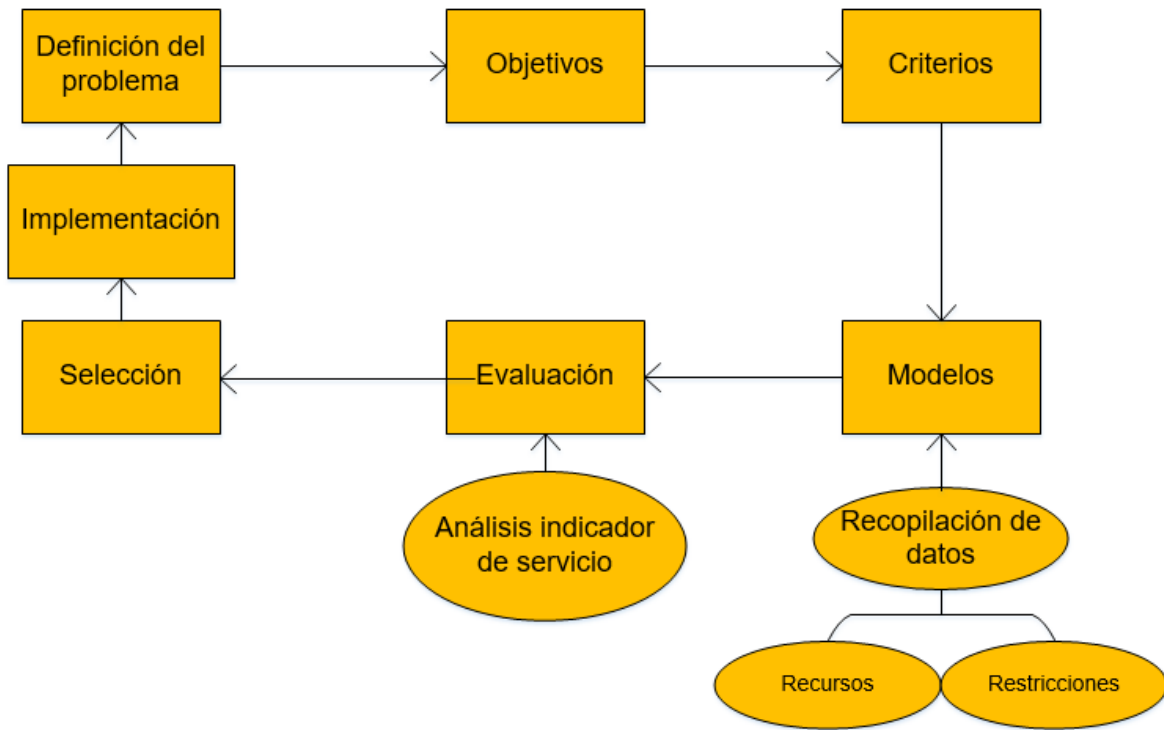 Definición del
problema
Objetivos
Criterios
Implementación
Selección
Evaluación
Modelos
Análisis indicador
de servicio
Recopilación de
datos
Recursos
Restricciones